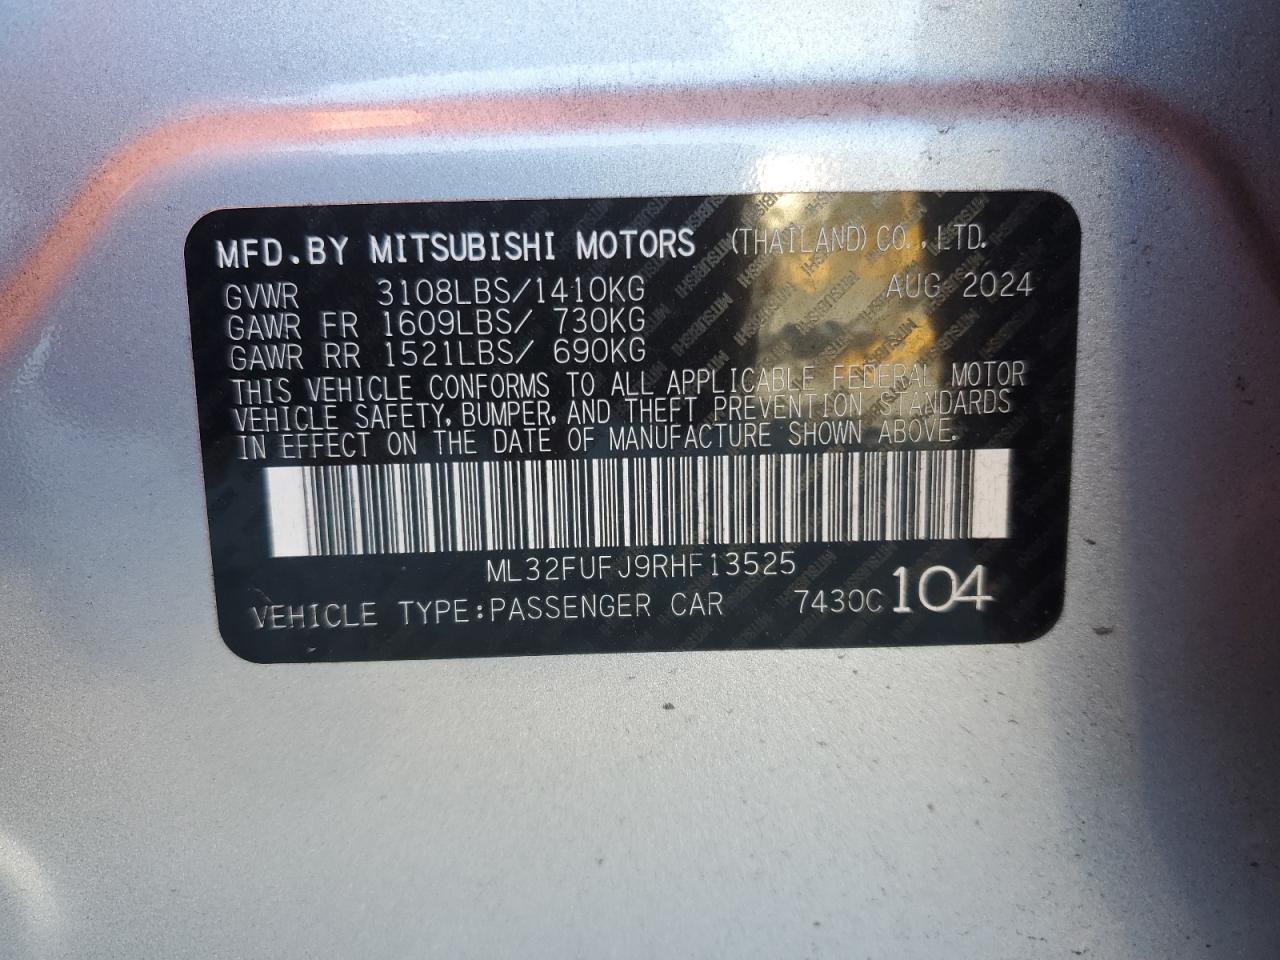 MFD.BY MITSUBISHI MOTORS (THAILAND) CO., LTD.
GVWR 3108LBS/1410KG AUG 2024
GAWR FR 1609LBS/ 730KG
GAWR RR 1521LBS/ 690KG
THIS VEHICLE CONFORMS TO ALL APPLICABLE FEDERAL MOTOR
VEHICLE SAFETY, BUMPER, AND THEFT PREVENTION STANDARDS
IN EFFECT ON THE DATE OF MANUFACTURE SHOWN ABOVE.
ML32FUFJ9RHF13525
VEHICLE TYPE:PASSENGER CAR 7430C 104